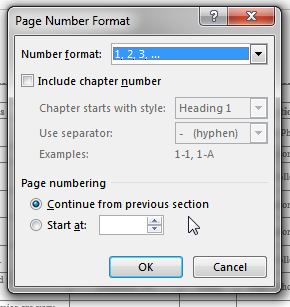 Page Number Format
?
Number format: 1, 2, 3, ...
Include chapter number
Chapter starts with style: Heading 1
Use separator: - (hyphen)
Examples: 1-1, 1-A
Page numbering
Continue from previous section
Start at:
OK Cancel